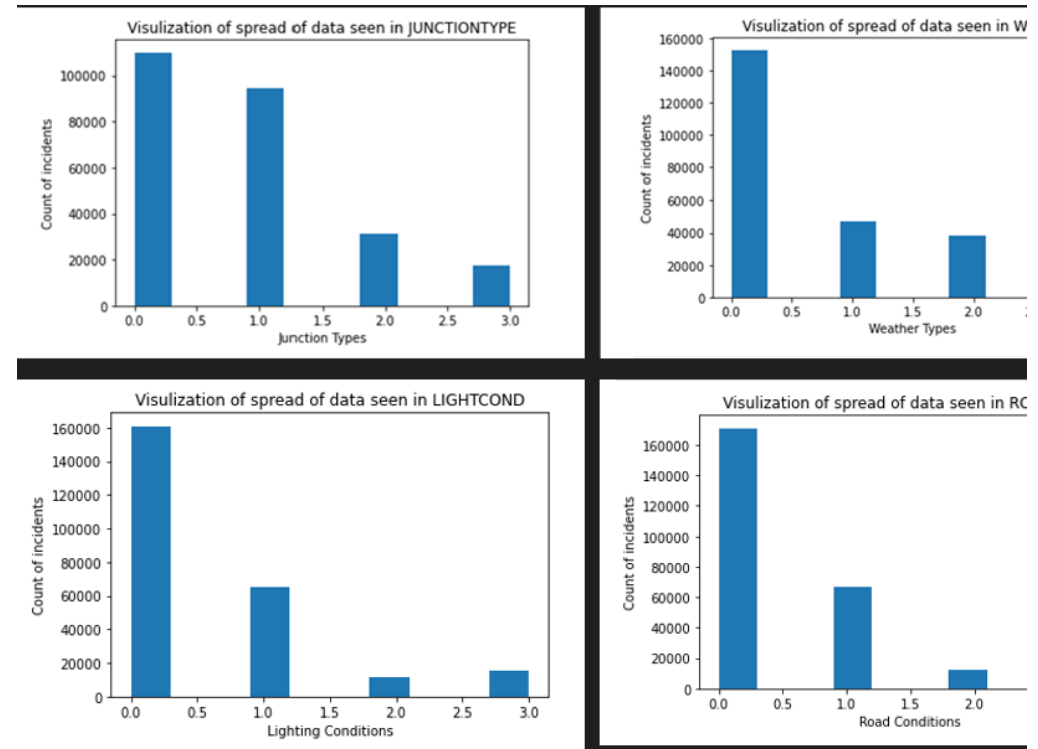 Visulization of spread of data seen in JUNCTIONTYPE
100000
80000
60000
40000
20000
0
Count of incidents
0.0 0.5 1.0 1.5 2.0 2.5 3.0
Junction Types
Visulization of spread of data seen in W
160000
140000
120000
100000
80000
60000
40000
20000
0
Count of incidents
0.0 0.5 1.0 1.5 2.0
Weather Types
Visulization of spread of data seen in LIGHTCOND
160000
140000
120000
100000
80000
60000
40000
20000
0
Count of incidents
0.0 0.5 1.0 1.5 2.0 2.5 3.0
Lighting Conditions
Visulization of spread of data seen in RO
160000
140000
120000
100000
80000
60000
40000
20000
0
Count of incidents
0.0 0.5 1.0 1.5 2.0
Road Conditions